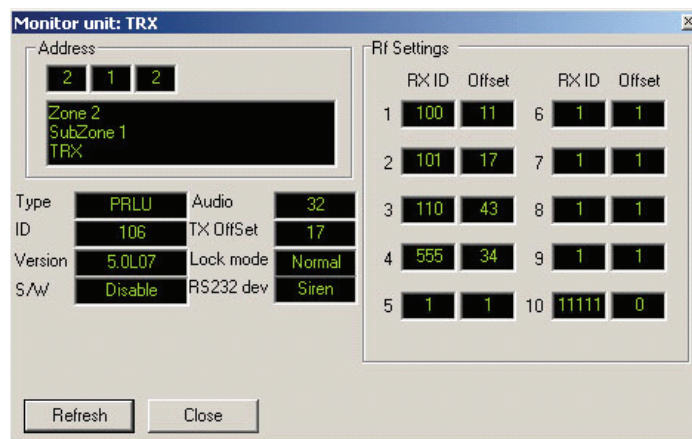 Monitor unit: TRX
Address
2 1 2
Zone 2
SubZone 1
TRX
Type PRLU Audio 32
ID 106 TX OffSet 17
Version 5.0L07 Lock mode Normal
S/W Disable RS232 dev Siren
Rf Settings
RX ID Offset RX ID Offset
1 100 11 6 1 1
2 101 17 7 1 1
3 110 43 8 1 1
4 555 34 9 1 1
5 1 1 10 11111 0
Refresh Close